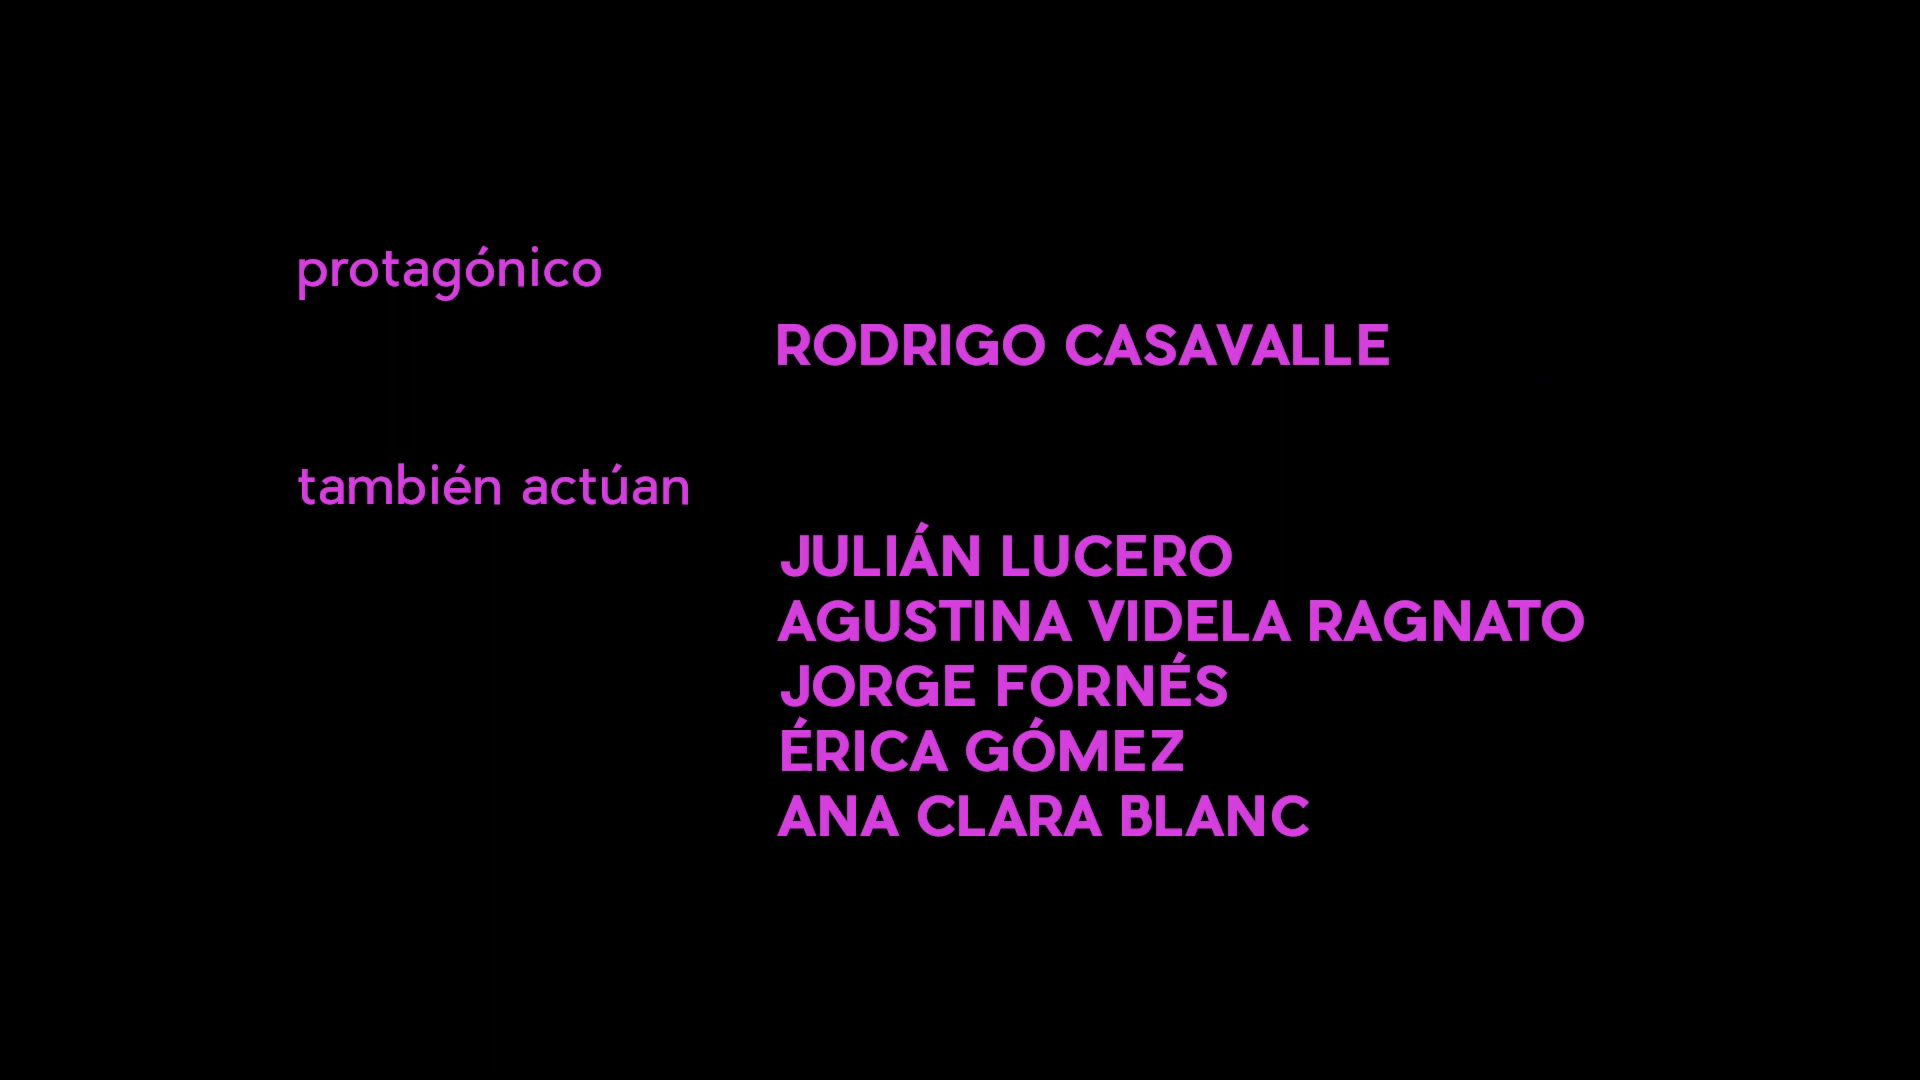 protagónico
RODRIGO CASAVALLE
también actúan
JULIÁN LUCERO
AGUSTINA VIDELA RAGNATO
JORGE FORNÉS
ÉRICA GÓMEZ
ANA CLARA BLANC